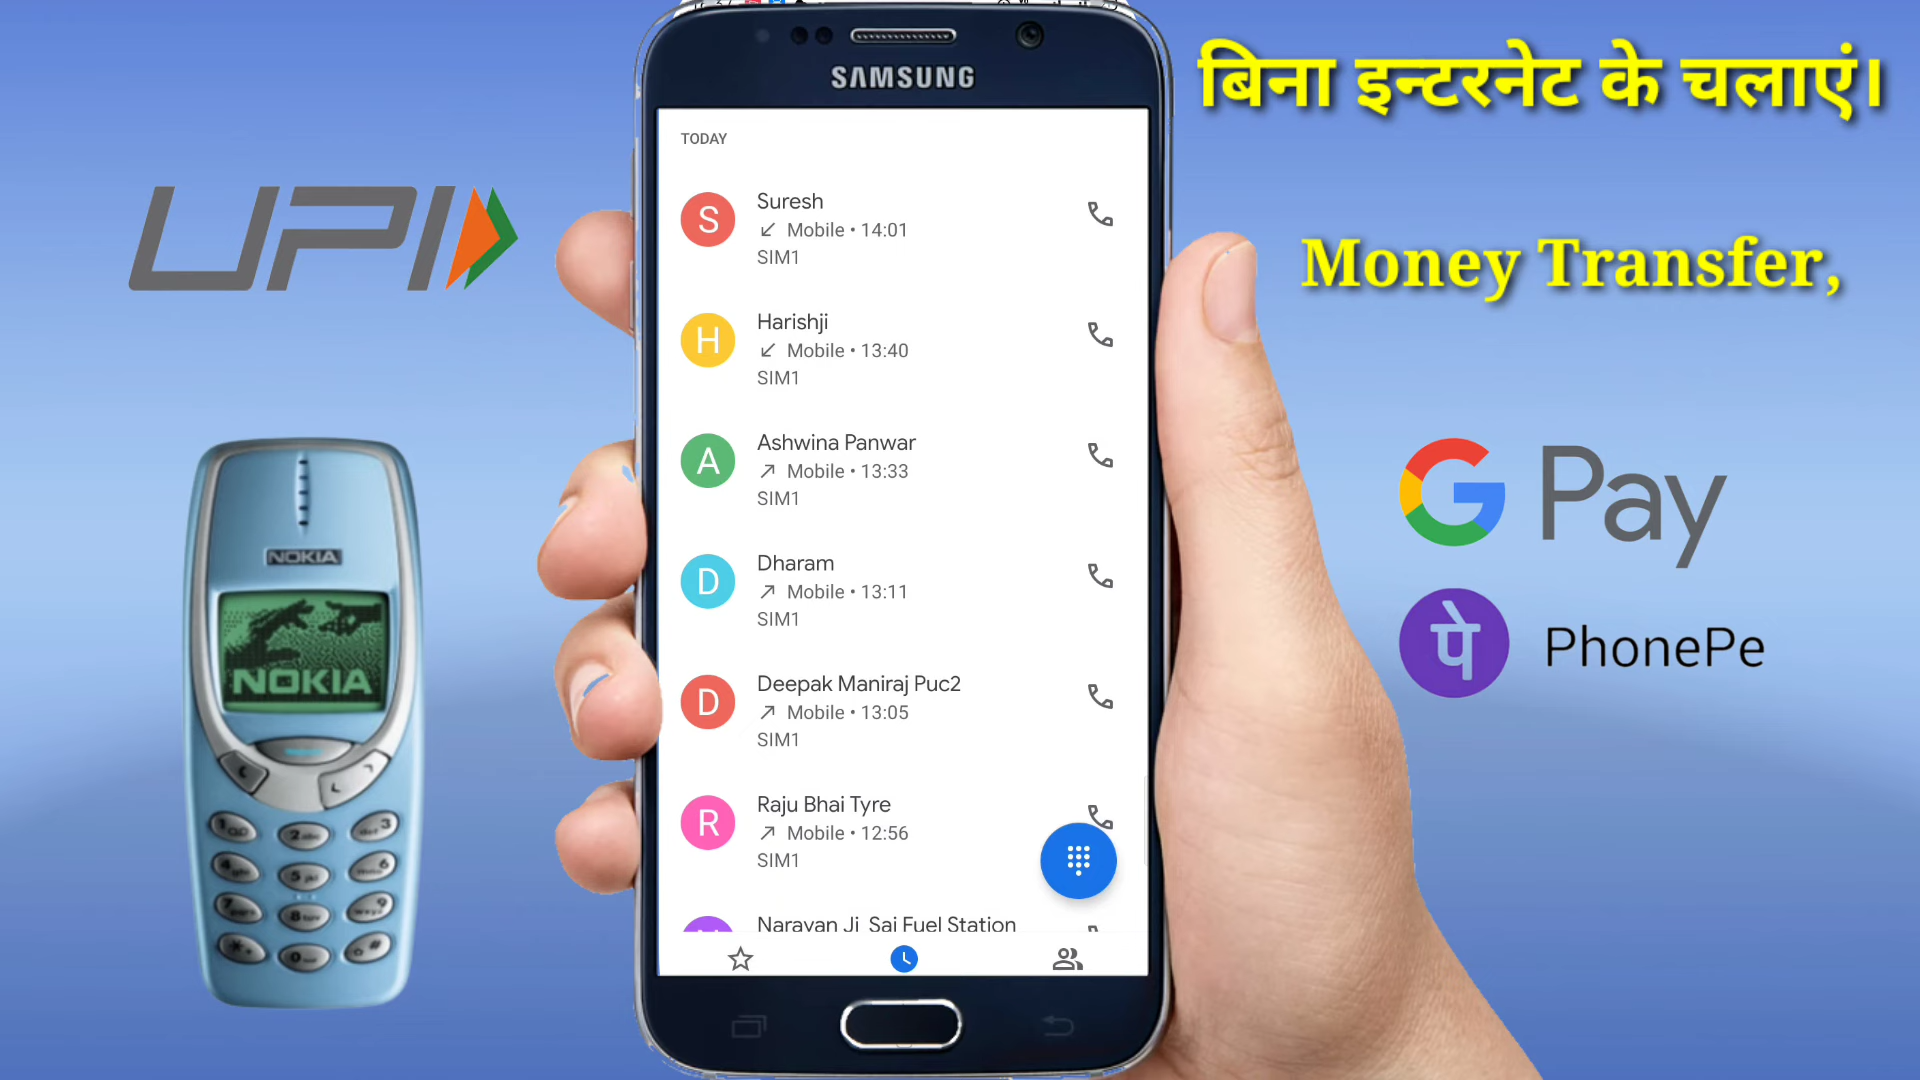 SAMSUNG
TODAY
S
Suresh
Mobile • 14:01
SIM1
H
Harishji
Mobile • 13:40
SIM1
A
Ashwina Panwar
Mobile • 13:33
SIM1
D
Dharam
Mobile • 13:11
SIM1
D
Deepak Maniraj Puc2
Mobile • 13:05
SIM1
R
Raju Bhai Tyre
Mobile • 12:56
SIM1
Narayan Ji Sai Fuel Station
UPI
NOKIA
NOKIA
बिना इन्टरनेट के चलाएं।
Money Transfer,
G Pay
पे PhonePe